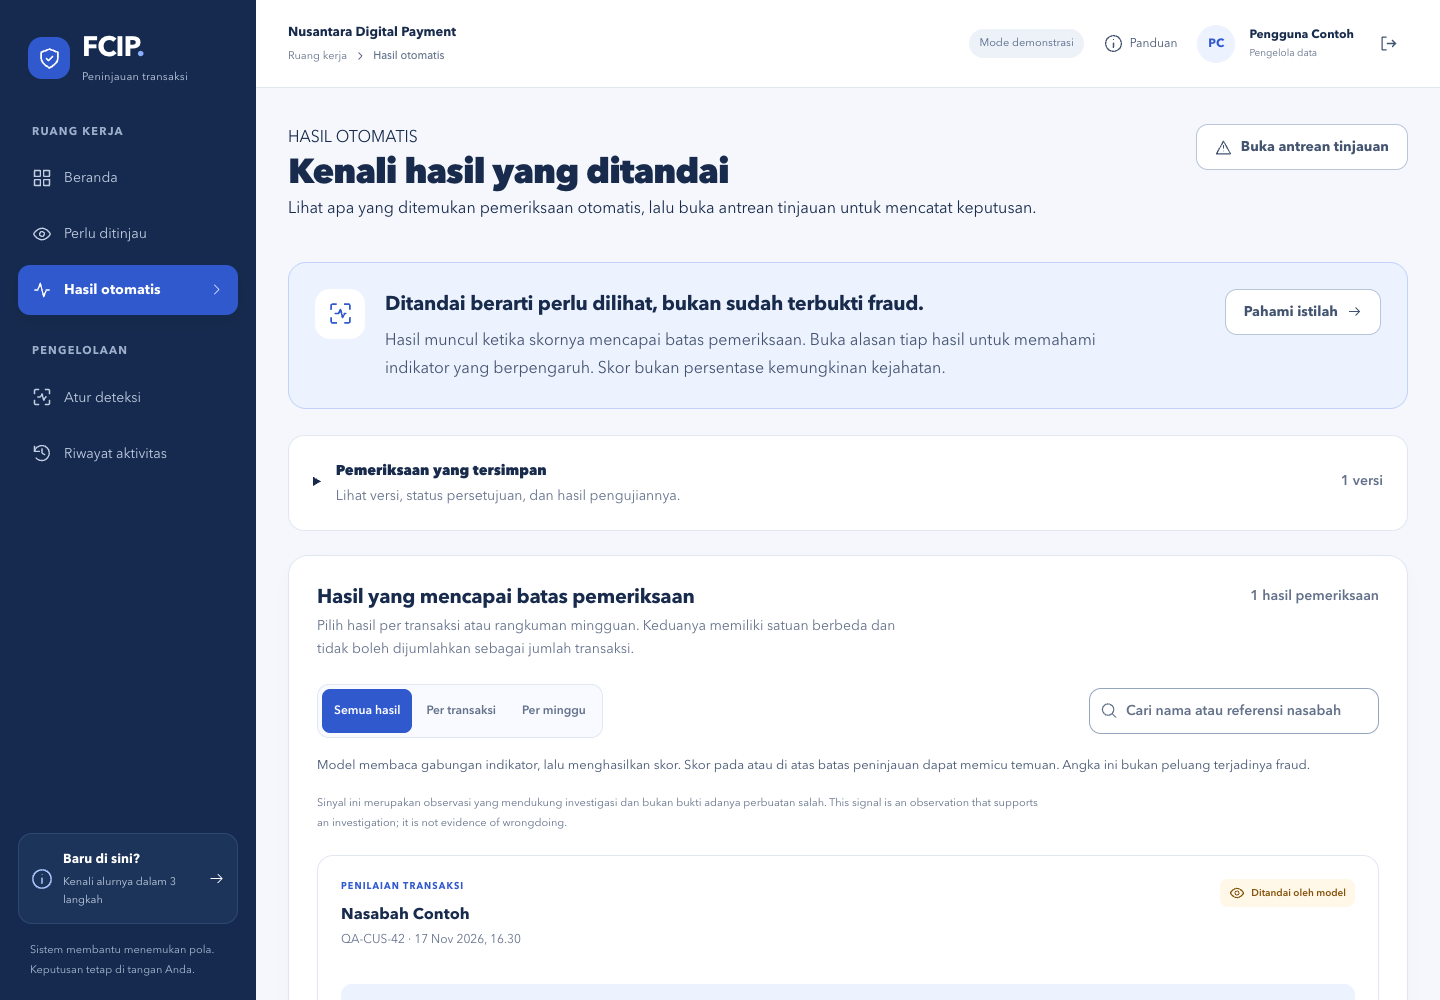 FCIP.
Peninjauan transaksi
RUANG KERJA
Beranda
Perlu ditinjau
Hasil otomatis
PENGELOLAAN
Atur deteksi
Riwayat aktivitas
Baru di sini?
Kenali alurnya dalam 3
langkah
Sistem membantu menemukan pola.
Keputusan tetap di tangan Anda.
Nusantara Digital Payment
Ruang kerja > Hasil otomatis
Mode demonstrasi
Panduan
PC
Pengguna Contoh
Pengelola data
HASIL OTOMATIS
Kenali hasil yang ditandai
Lihat apa yang ditemukan pemeriksaan otomatis, lalu buka antrean tinjauan untuk mencatat keputusan.
Buka antrean tinjauan
Ditandai berarti perlu dilihat, bukan sudah terbukti fraud.
Hasil muncul ketika skornya mencapai batas pemeriksaan. Buka alasan tiap hasil untuk memahami
indikator yang berpengaruh. Skor bukan persentase kemungkinan kejahatan.
Pahami istilah
Pemeriksaan yang tersimpan
Lihat versi, status persetujuan, dan hasil pengujiannya.
1 versi
Hasil yang mencapai batas pemeriksaan
1 hasil pemeriksaan
Pilih hasil per transaksi atau rangkuman mingguan. Keduanya memiliki satuan berbeda dan
tidak boleh dijumlahkan sebagai jumlah transaksi.
Semua hasil
Per transaksi
Per minggu
Cari nama atau referensi nasabah
Model membaca gabungan indikator, lalu menghasilkan skor. Skor pada atau di atas batas peninjauan dapat memicu temuan. Angka ini bukan peluang terjadinya fraud.
Sinyal ini merupakan observasi yang mendukung investigasi dan bukan bukti adanya perbuatan salah. This signal is an observation that supports
an investigation; it is not evidence of wrongdoing.
PENILAIAN TRANSAKSI
Ditandai oleh model
Nasabah Contoh
QA-CUS-42 · 17 Nov 2026, 16.30